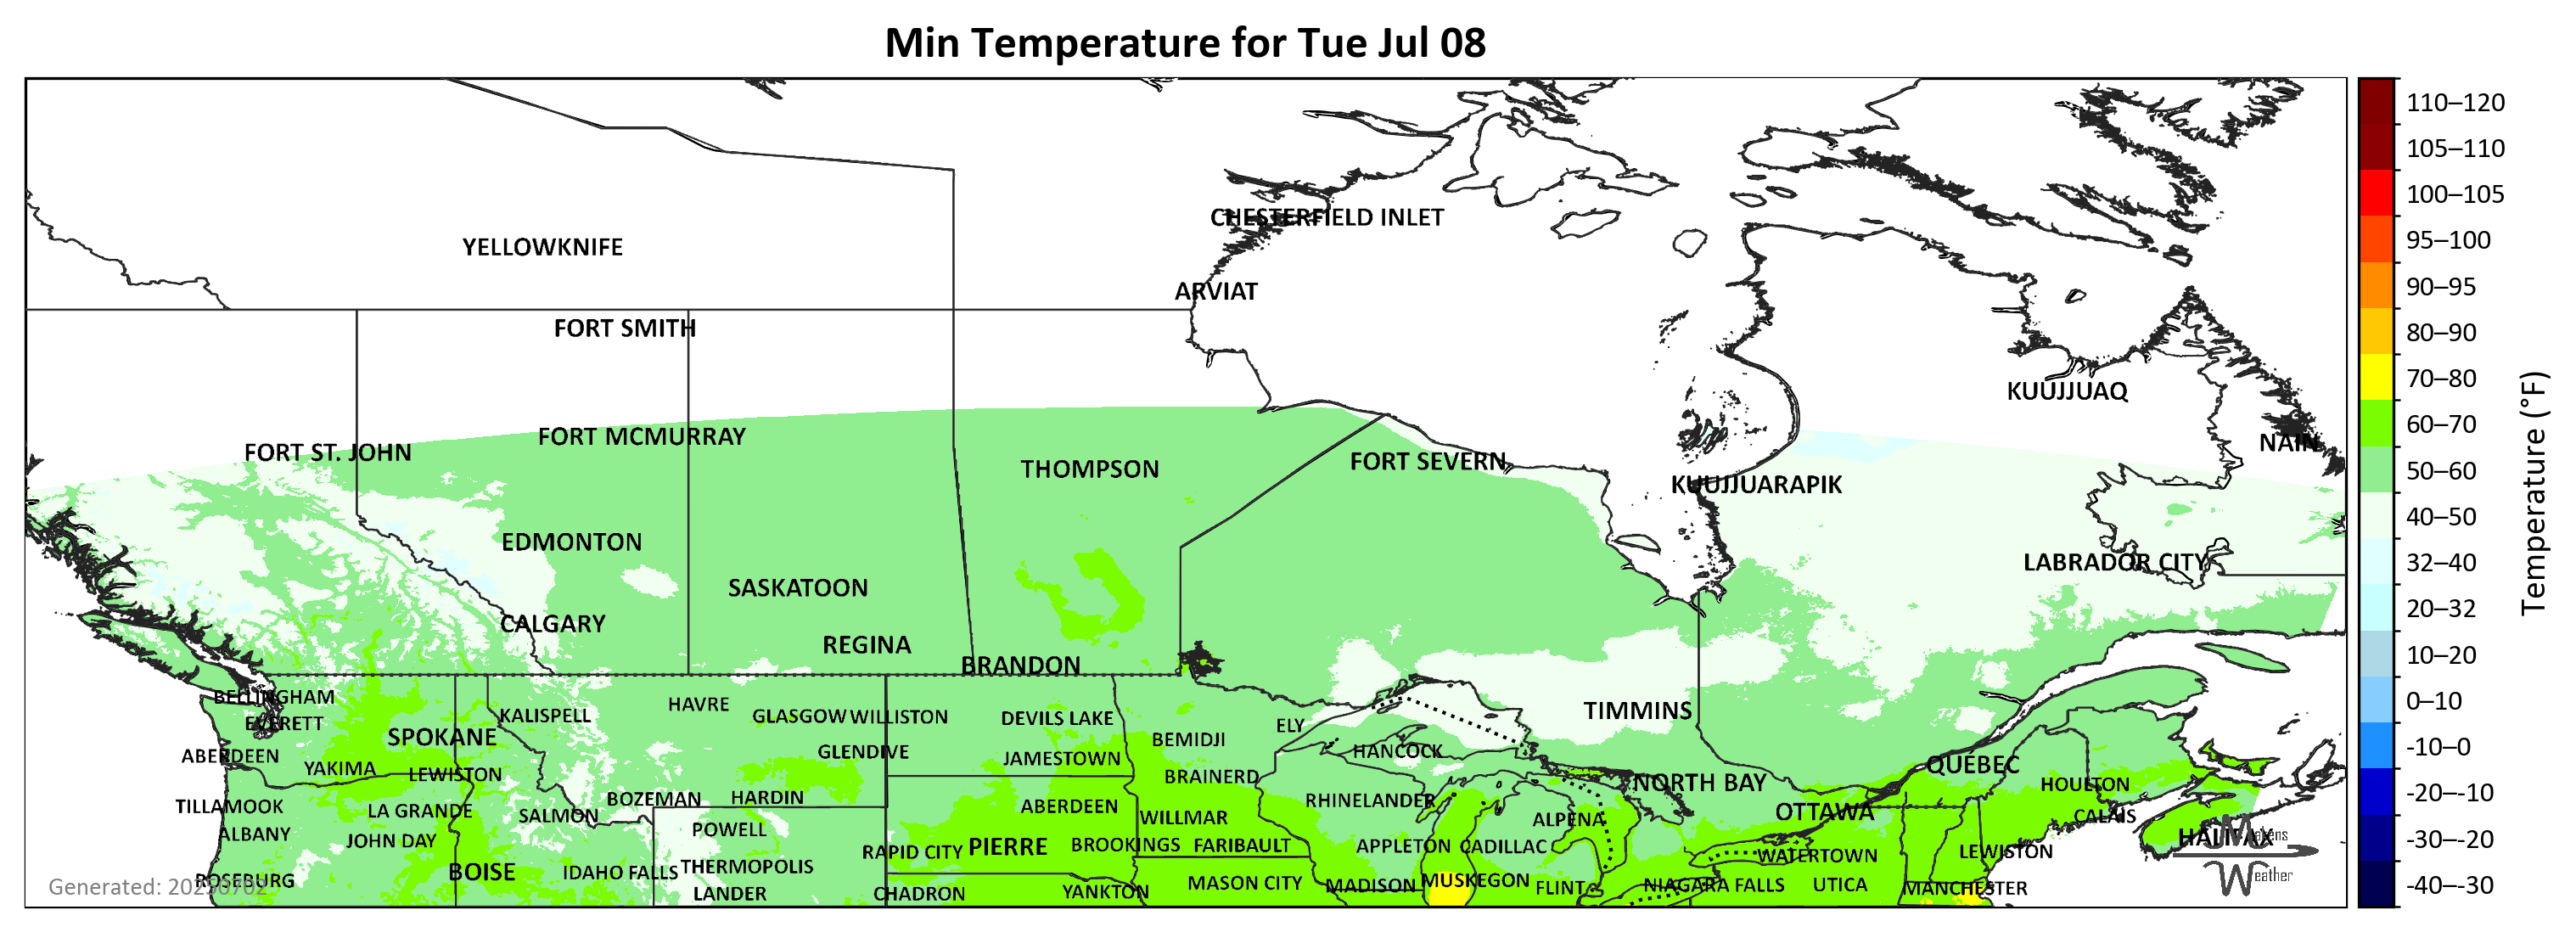 Min Temperature for Tue Jul 08
CHESTERFIELD INLET
YELLOWKNIFE
ARVIAT
FORT SMITH
KUUJJUAQ
FORT MCMURRAY
NAIN
FORT ST. JOHN
FORT SEVERN
THOMPSON
KUUJJUARAPIK
EDMONTON
LABRADOR CITY
SASKATOON
CALGARY
REGINA
BRANDON
BELLINGHAM
HAVRE
TIMMINS
KALISPELL
GLASGOW WILLISTON
DEVILS LAKE
EVERETT
ELY
SPOKANE
BEMIDJI
GLENDIVE
HANCOCK
ABERDEEN
JAMESTOWN
QUEBEC
YAKIMA
LEWISTON
BRAINERD
NORTH BAY
HOULTON
BOZEMAN
HARDIN
RHINELANDER
TILLAMOOK
LA GRANDE
SALMON
ABERDEEN
WILLMAR
ALPENA
OTTAWA
CALAIS
ALBANY
JOHN DAY
POWELL
RAPID CITY
PIERRE
BROOKINGS
FARIBAULT
APPLETON
CADILLAC
WATERTOWN
LEWISTON
HALIFAX
Makens
Weather
BOISE
IDAHO FALLS
THERMOPOLIS
ROSEBURG
Generated: 20250702
LANDER
CHADRON
YANKTON
MASON CITY
MADISON
MUSKEGON
FLINT
NIAGARA FALLS
UTICA
MANCHESTER
110–120
105–110
100–105
95–100
90–95
80–90
70–80
60–70
50–60
40–50
32–40
20–32
10–20
0–10
-10–0
-20–-10
-30–-20
-40–-30
Temperature (°F)